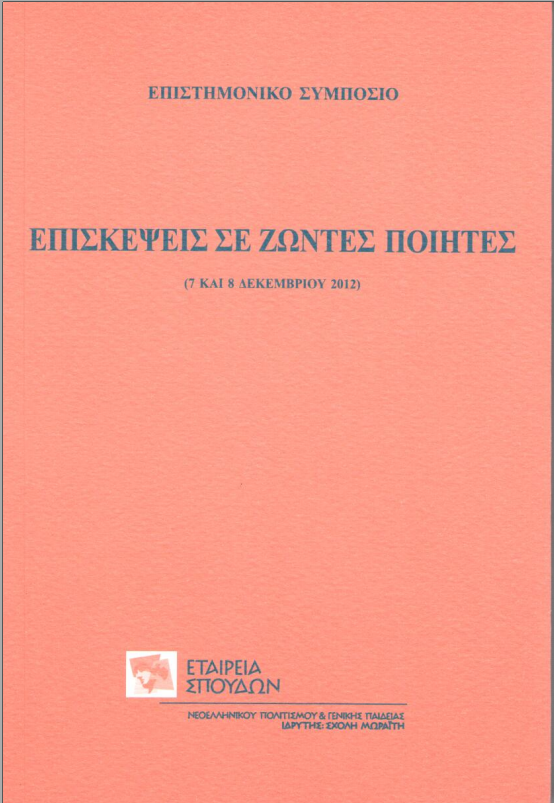 ΕΠΙΣΤΗΜΟΝΙΚΟ ΣΥΜΠΟΣΙΟ
ΕΠΙΣΚΕΨΕΙΣ ΣΕ ΖΩΝΤΕΣ ΠΟΙΗΤΕΣ
(7 ΚΑΙ 8 ΔΕΚΕΜΒΡΙΟΥ 2012)
ΕΤΑΙΡΕΙΑ
ΣΠΟΥΔΩΝ
ΝΕΟΕΛΛΗΝΙΚΟΥ ΠΟΛΙΤΙΣΜΟΥ & ΓΕΝΙΚΗΣ ΠΑΙΔΕΙΑΣ
ΙΔΡΥΤΗΣ: ΣΧΟΛΗ ΜΩΡΑΪΤΗ